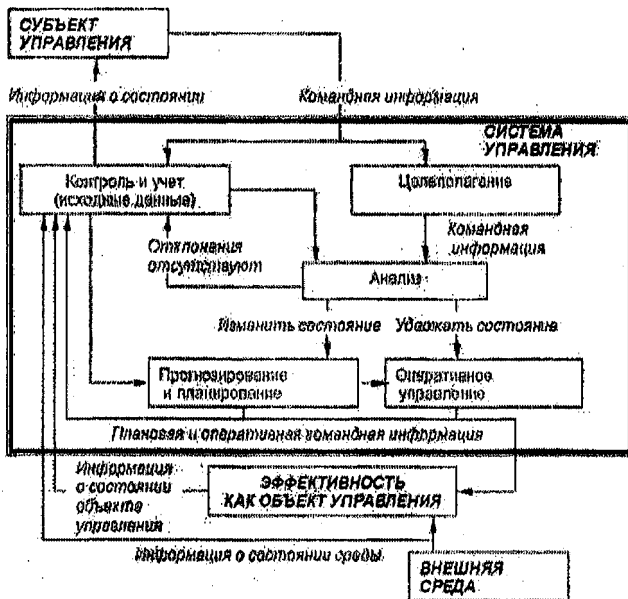 СУБЪЕКТ
УПРАВЛЕНИЯ
Информация о состоянии
Командная информация
СИСТЕМА
УПРАВЛЕНИЯ
Контроль и учет
(исходные данные)
Целеполагание
Отклонения
отсутствуют
Командная
информация
Анализ
Изменить состояние
Удержать состояние
Прогнозирование
и планирование
Оперативное
управление
Плановая и оперативная командная информация
Информация
о состоянии
объекта
управления
ЭФФЕКТИВНОСТЬ
КАК ОБЪЕКТ УПРАВЛЕНИЯ
Информация о состоянии среды
ВНЕШНЯЯ
СРЕДА